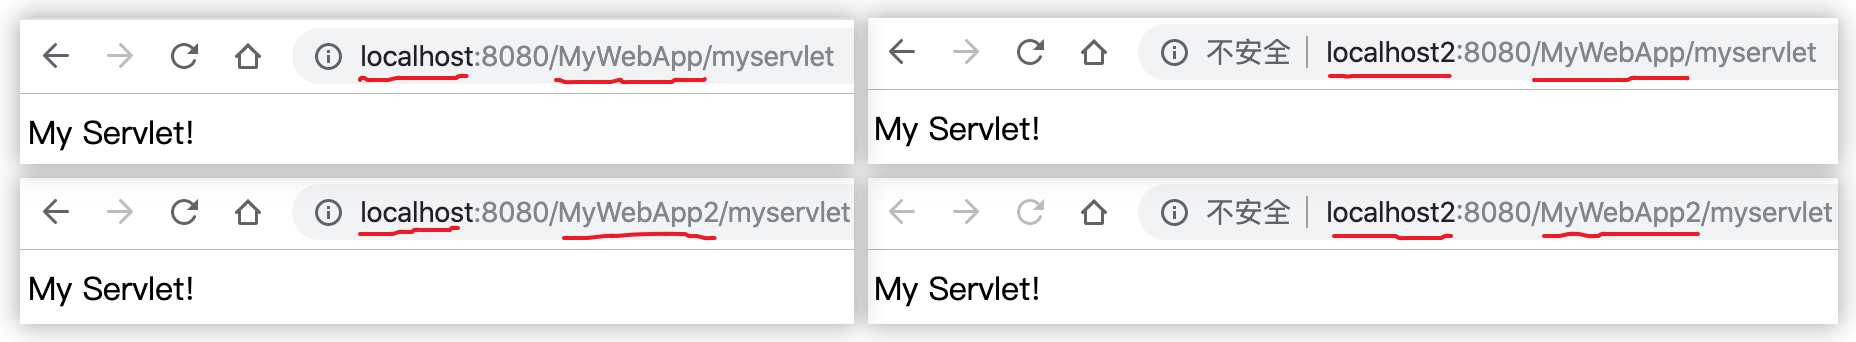 localhost:8080/MyWebApp/myservlet
My Servlet!
不安全 | localhost2:8080/MyWebApp/myservlet
My Servlet!
localhost:8080/MyWebApp2/myservlet
My Servlet!
不安全 | localhost2:8080/MyWebApp2/myservlet
My Servlet!